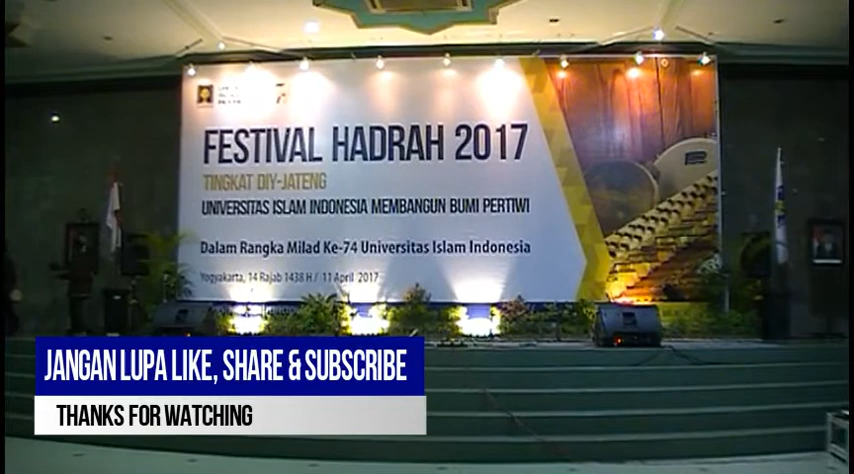 FESTIVAL HADRAH 2017
TINGKAT DIY-JATENG
UNIVERSITAS ISLAM INDONESIA MEMBANGUN BUMI PERTIWI
Dalam Rangka Milad Ke-74 Universitas Islam Indonesia
Yogyakarta, 14 Rajab 1438 H / 11 April 2017
JANGAN LUPA LIKE, SHARE & SUBSCRIBE
THANKS FOR WATCHING